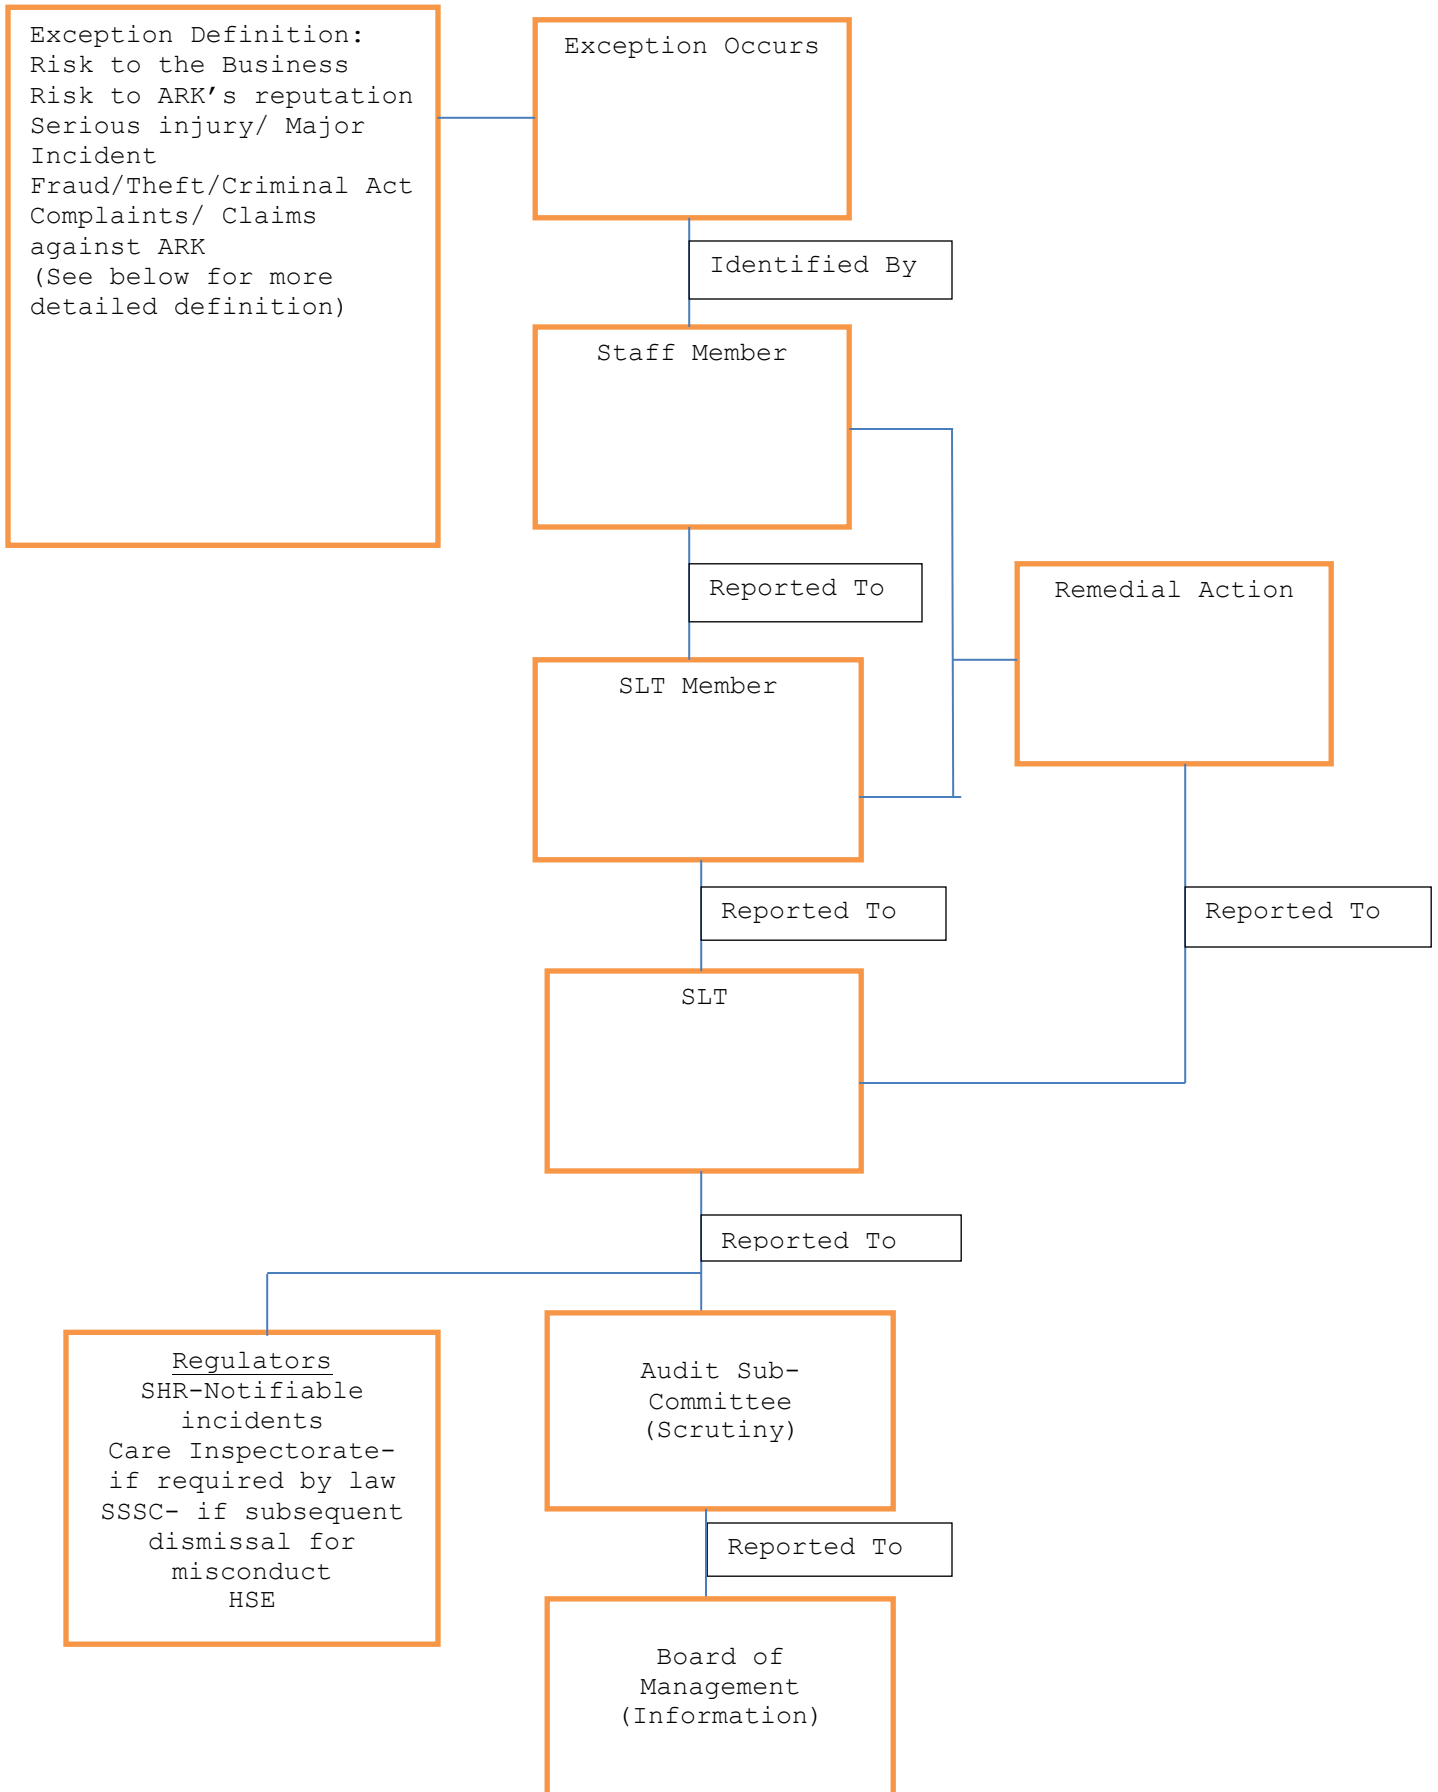 Exception Definition:
Risk to the Business
Risk to ARK’s reputation
Serious injury/ Major
Incident
Fraud/Theft/Criminal Act
Complaints/ Claims
against ARK
(See below for more
detailed definition)
Exception Occurs
Identified By
Staff Member
Reported To
Remedial Action
SLT Member
Reported To
Reported To
SLT
Reported To
Regulators
SHR-Notifiable
incidents
Care Inspectorate-
if required by law
SSSC- if subsequent
dismissal for
misconduct
HSE
Audit Sub-
Committee
(Scrutiny)
Reported To
Board of
Management
(Information)